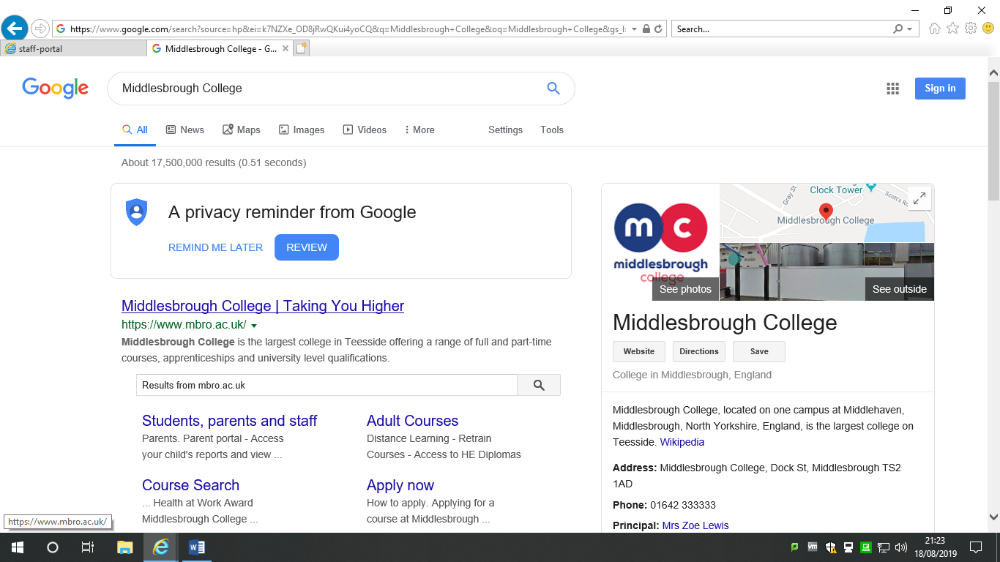 https://www.google.com/search?source=hp&ei=k7NZXe_OD8jRwQKui4yoCQ&q=Middlesbrough+College&oq=Middlesbrough+College&gs_l=
Search...
staff-portal
Middlesbrough College - G...
Google
Middlesbrough College
Sign in
All
News
Maps
Images
Videos
More
Settings
Tools
About 17,500,000 results (0.51 seconds)
A privacy reminder from Google
REMIND ME LATER
REVIEW
Middlesbrough College | Taking You Higher
https://www.mbro.ac.uk/
Middlesbrough College is the largest college in Teesside offering a range of full and part-time
courses, apprenticeships and university level qualifications.
Results from mbro.ac.uk
Students, parents and staff
Parents. Parent portal - Access
your child's reports and view ...
Adult Courses
Distance Learning - Retrain
Courses - Access to HE Diplomas
Course Search
... Health at Work Award
Middlesbrough College ...
Apply now
How to apply. Applying for a
course at Middlesbrough ...
https://www.mbro.ac.uk/
m c
middlesbrough
college
See photos
Clock Tower
Gray St
Scott's Ro
Middlesbrough College
See outside
Middlesbrough College
Website
Directions
Save
College in Middlesbrough, England
Middlesbrough College, located on one campus at Middlehaven,
Middlesbrough, North Yorkshire, England, is the largest college on
Teesside. Wikipedia
Address: Middlesbrough College, Dock St, Middlesbrough TS2
1AD
Phone: 01642 333333
Principal: Mrs Zoe Lewis
21:23
18/08/2019